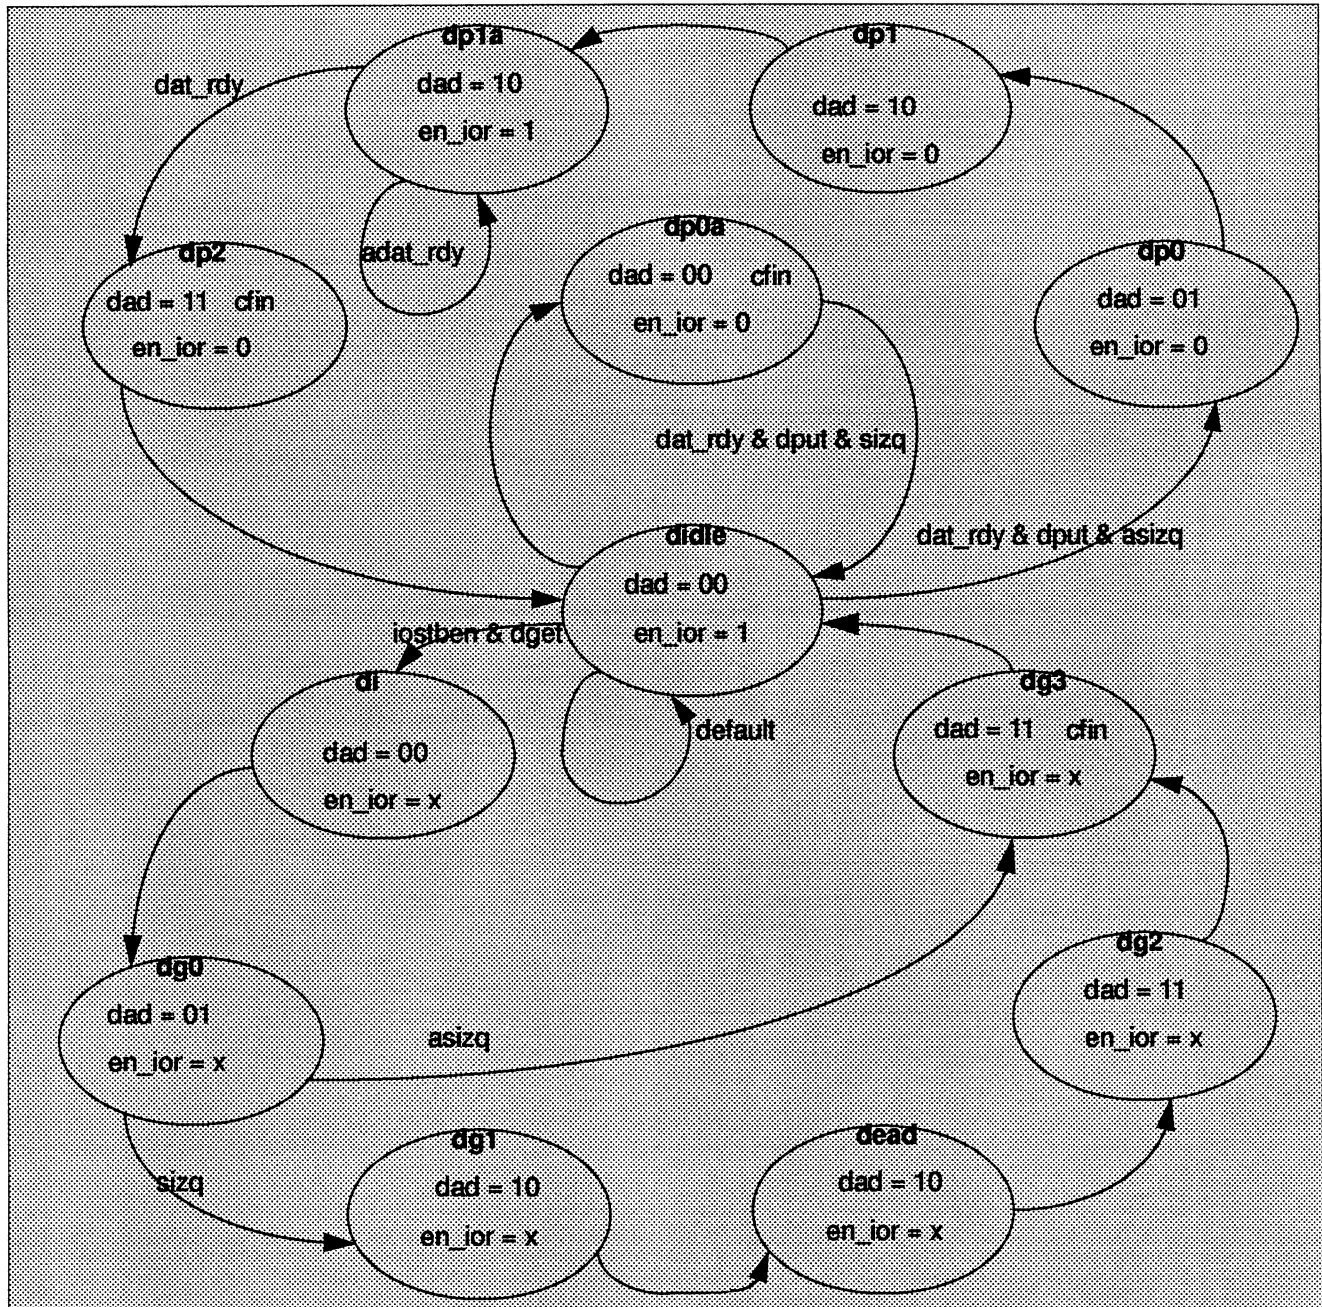 dp1a
dad = 10
en_ior = 1
dp1
dad = 10
en_ior = 0
dat_rdy
adat_rdy
dp2
dad = 11 cfin
en_ior = 0
dp0a
dad = 00 cfin
en_ior = 0
dp0
dad = 01
en_ior = 0
dat_rdy & dput & sizq
dat_rdy & dput & asizq
didle
dad = 00
en_ior = 1
iostben & dget
default
di
dad = 00
en_ior = x
dg3
dad = 11 cfin
en_ior = x
dg0
dad = 01
en_ior = x
asizq
dg2
dad = 11
en_ior = x
sizq
dg1
dad = 10
en_ior = x
dead
dad = 10
en_ior = x